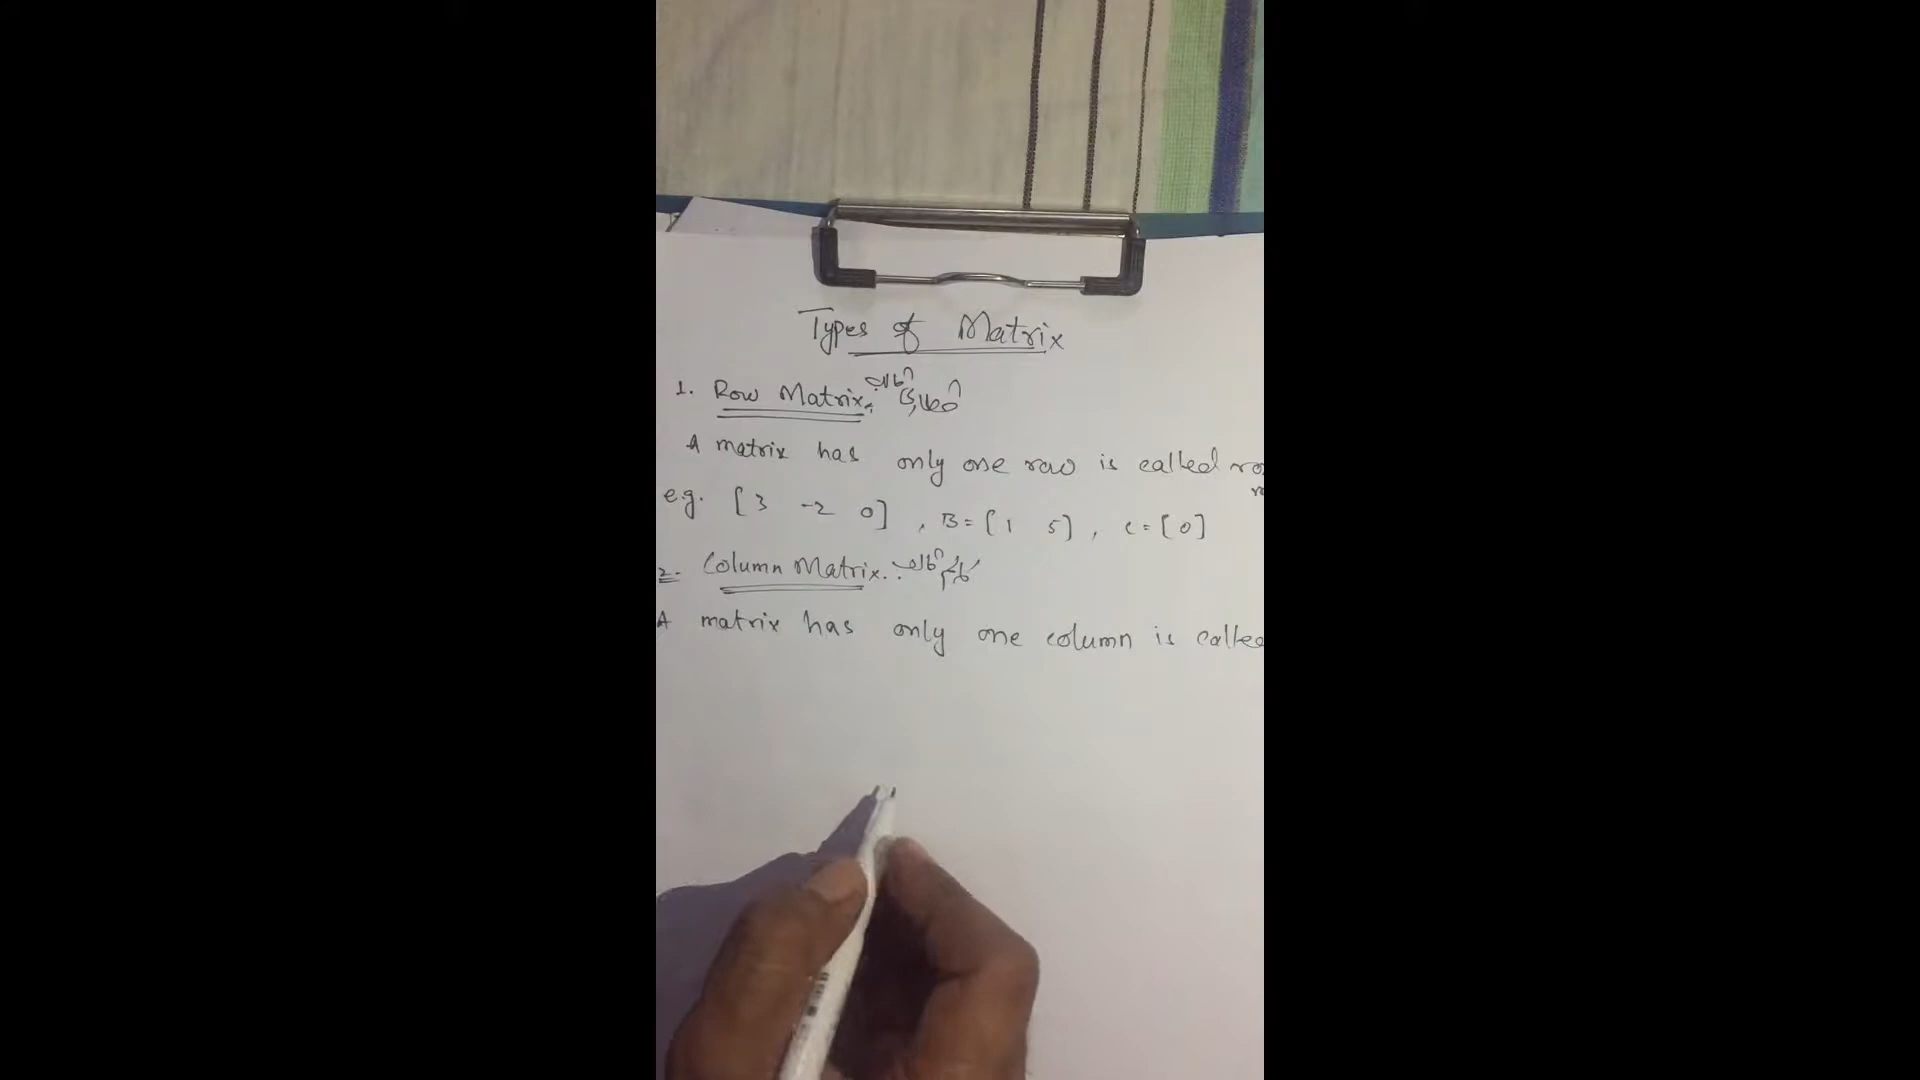 Types of Matrix
1. Row Matrix.
A matrix has only one row is called
e.g. [3 -2 0] , B = [1 5] , C = [0]
2. Column Matrix.
A matrix has only one column is called